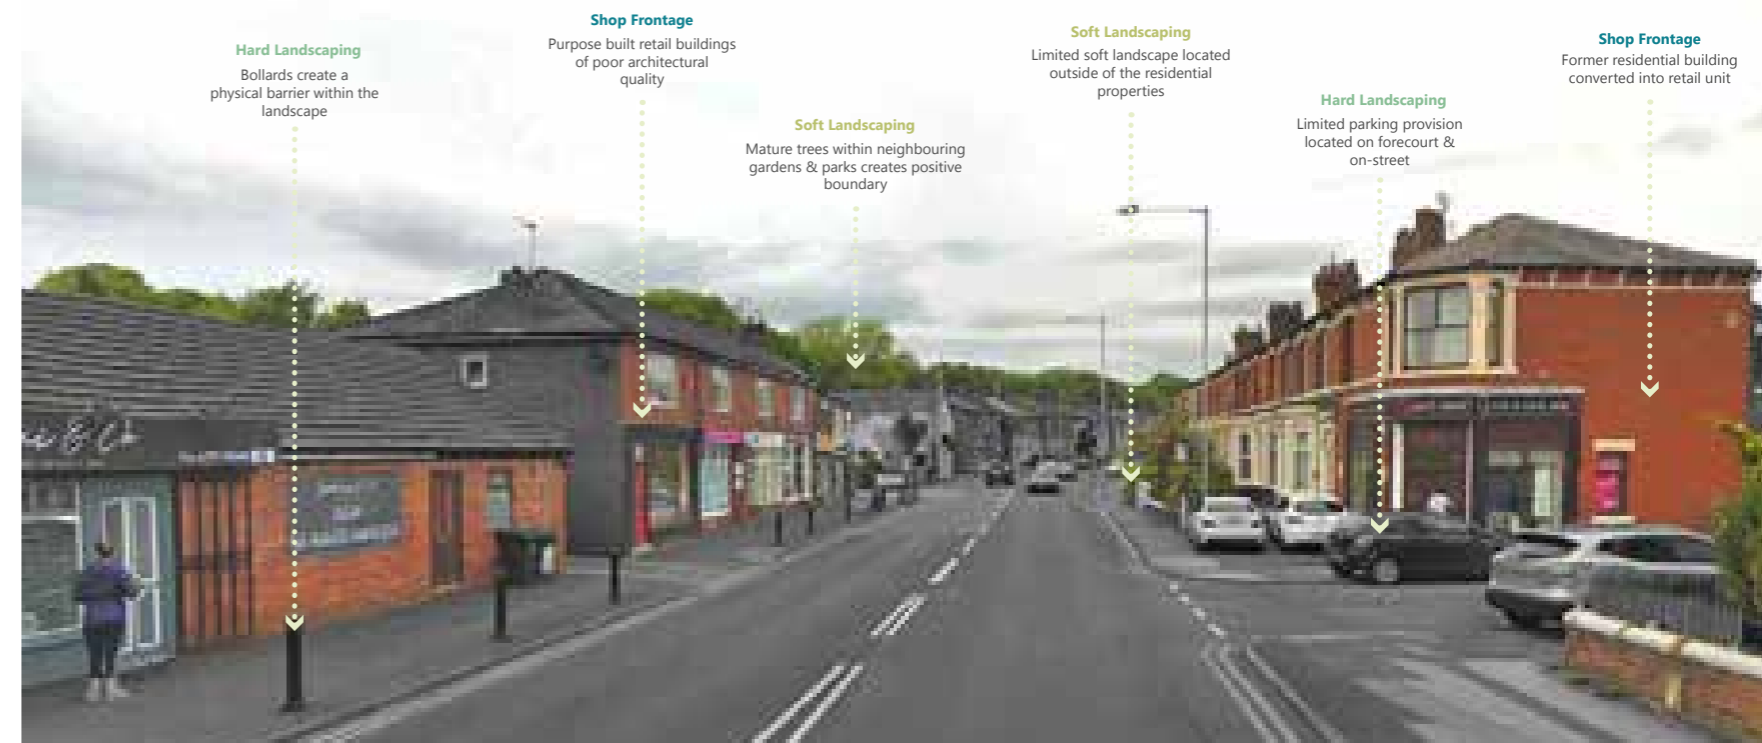 Shop Frontage
Purpose built retail buildings
of poor architectural
quality
Hard Landscaping
Bollards create a
physical barrier within the
landscape
Soft Landscaping
Mature trees within neighbouring
gardens & parks creates positive
boundary
Soft Landscaping
Limited soft landscape located
outside of the residential
properties
Hard Landscaping
Limited parking provision
located on forecourt &
on-street
Shop Frontage
Former residential building
converted into retail unit